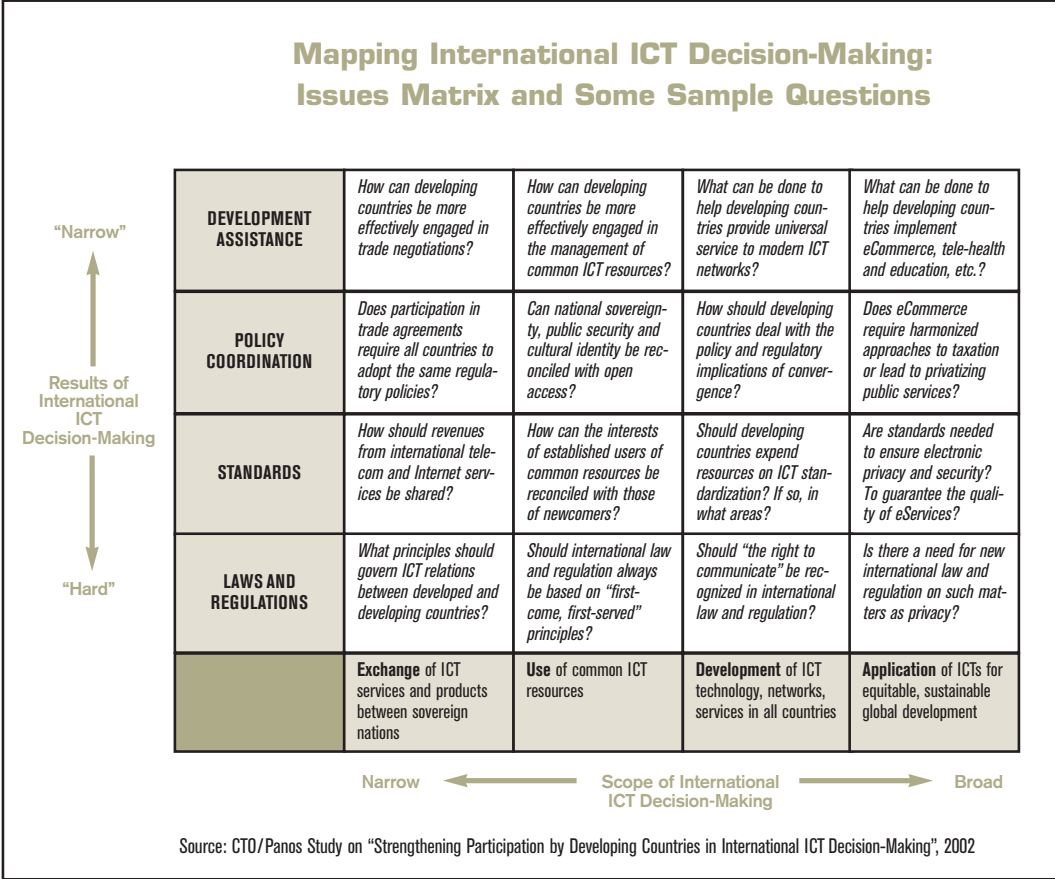 Mapping International ICT Decision-Making:
Issues Matrix and Some Sample Questions
“Narrow”
Results of
International
ICT
Decision-Making
“Hard”
DEVELOPMENT
ASSISTANCE
How can developing
countries be more
effectively engaged in
trade negotiations?
How can developing
countries be more
effectively engaged in
the management of
common ICT resources?
What can be done to
help developing coun-
tries provide universal
service to modern ICT
networks?
What can be done to
help developing coun-
tries implement
eCommerce, tele-health
and education, etc.?
POLICY
COORDINATION
Does participation in
trade agreements
require all countries to
adopt the same regula-
tory policies?
Can national sovereign-
ty, public security and
cultural identity be rec-
onciled with open
access?
How should developing
countries deal with the
policy and regulatory
implications of conver-
gence?
Does eCommerce
require harmonized
approaches to taxation
or lead to privatizing
public services?
STANDARDS
How should revenues
from international tele-
com and Internet serv-
ices be shared?
How can the interests
of established users of
common resources be
reconciled with those
of newcomers?
Should developing
countries expend
resources on ICT stan-
dardization? If so, in
what areas?
Are standards needed
to ensure electronic
privacy and security?
To guarantee the quali-
ty of eServices?
LAWS AND
REGULATIONS
What principles should
govern ICT relations
between developed and
developing countries?
Should international law
and regulation always
be based on “first-
come, first-served”
principles?
Should “the right to
communicate” be rec-
ognized in international
law and regulation?
Is there a need for new
international law and
regulation on such mat-
ters as privacy?
Exchange of ICT
services and products
between sovereign
nations
Use of common ICT
resources
Development of ICT
technology, networks,
services in all countries
Application of ICTs for
equitable, sustainable
global development
Narrow
Scope of International
ICT Decision-Making
Broad
Source: CTO/Panos Study on “Strengthening Participation by Developing Countries in International ICT Decision-Making”, 2002